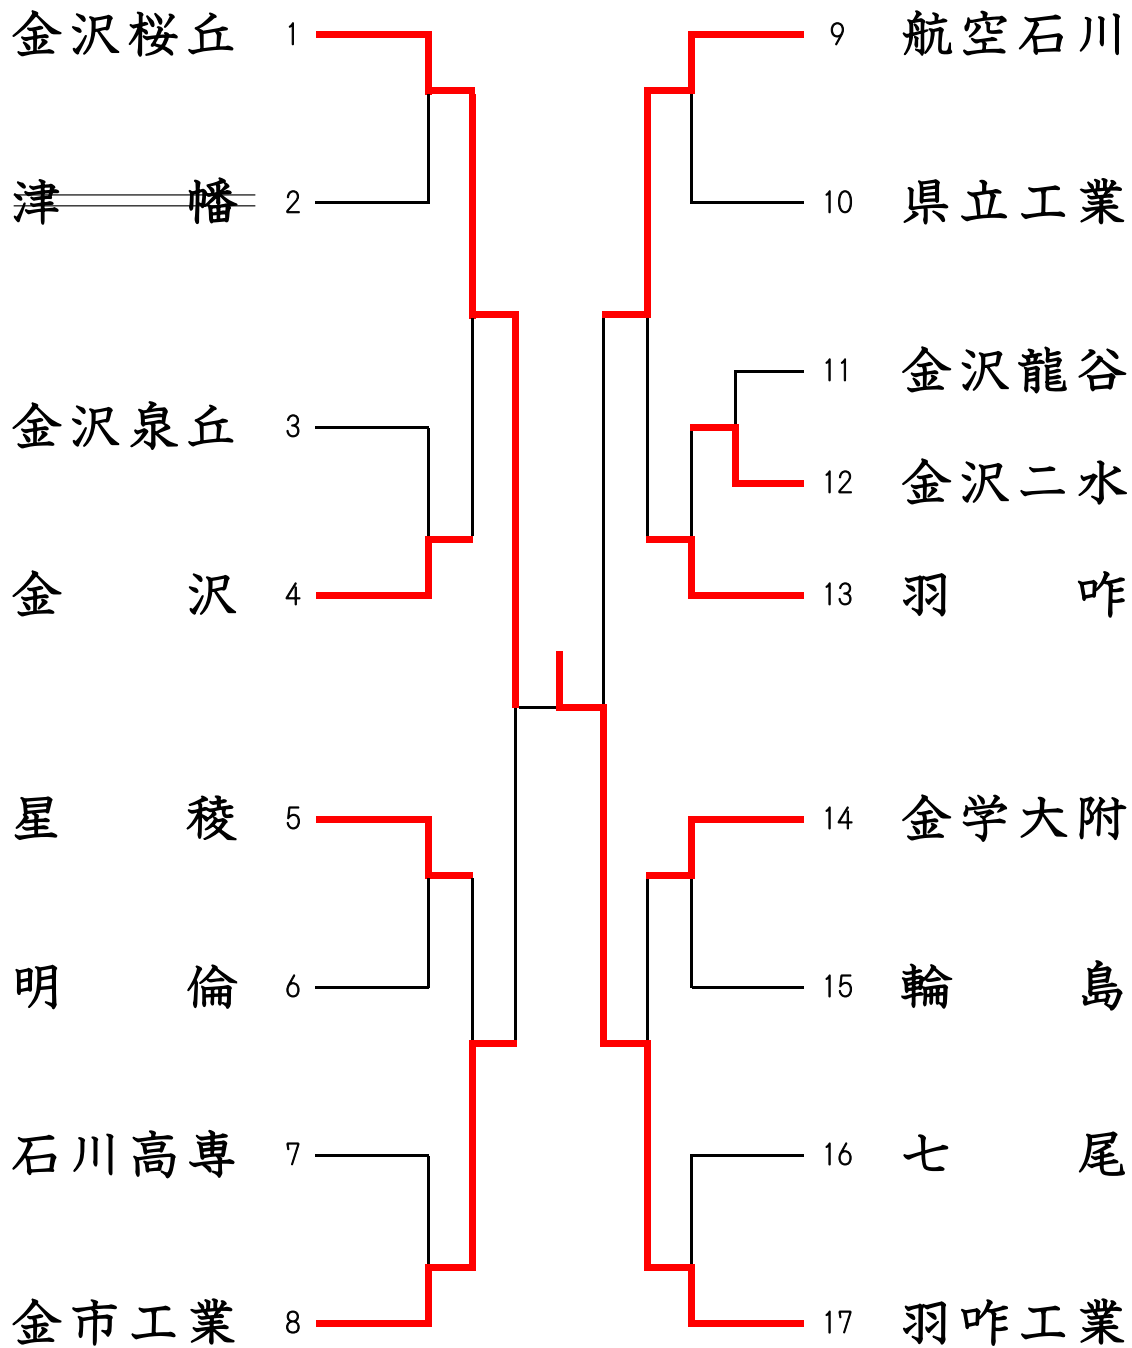 金沢桜丘 1
津幡 2
金沢泉丘 3
金沢 4
星稜 5
明倫 6
石川高専 7
金市工業 8
9 航空石川
10 県立工業
11 金沢龍谷
12 金沢二水
13 羽咋
14 金学大附
15 輪島
16 七尾
17 羽咋工業